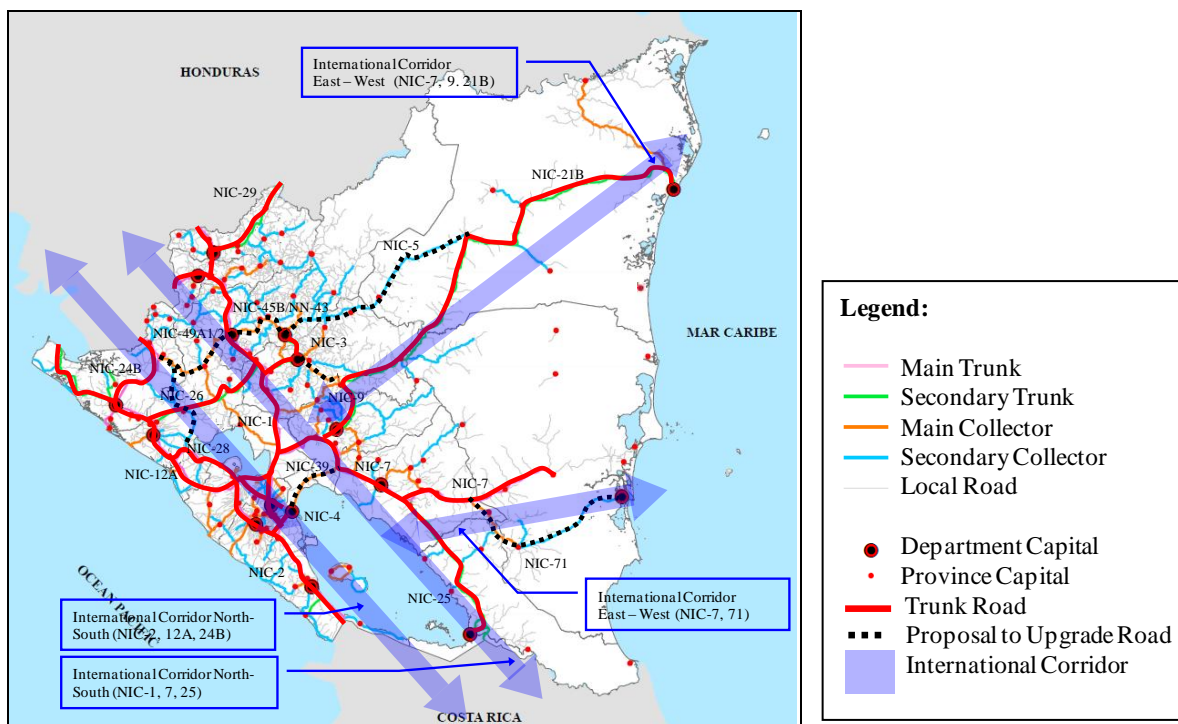 International Corridor
East – West (NIC-7, 9. 21B)
HONDURAS
NIC-29
NIC-21B
NIC-5
NIC-45B/NN-43
NIC-49A1/2
NIC-3
MAR CARIBE
NIC-24B
NIC-26
NIC-9
NIC-1
NIC-28
NIC-39
NIC-7
NIC-12A
NIC-7
NIC-4
NIC-71
NIC-2
NIC-25
OCEAN PACIFIC
International Corridor
East – West (NIC-7, 71)
International Corridor North-
South (NIC-2, 12A, 24B)
International Corridor North-
South (NIC-1, 7, 25)
COSTA RICA
Legend:
Main Trunk
Secondary Trunk
Main Collector
Secondary Collector
Local Road
Department Capital
Province Capital
Trunk Road
Proposal to Upgrade Road
International Corridor